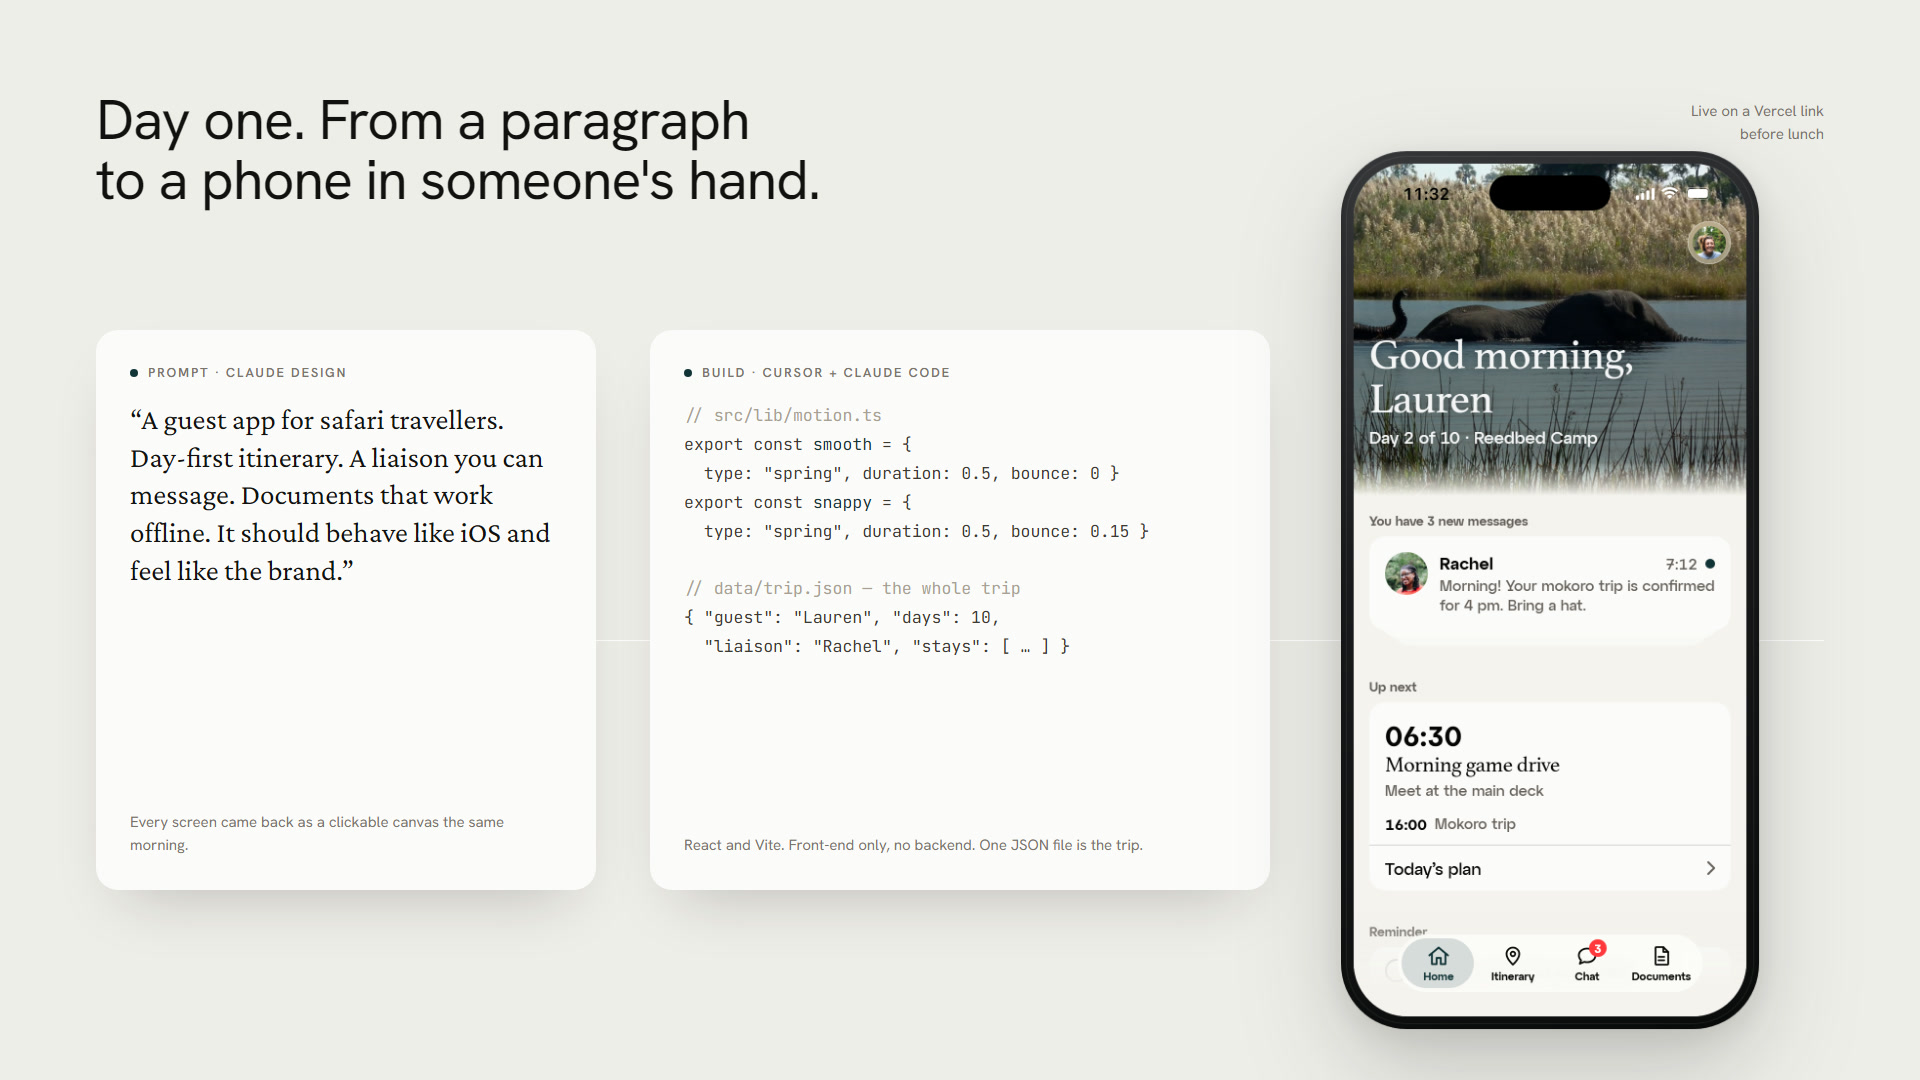 Day one. From a paragraph
to a phone in someone's hand.
PROMPT · CLAUDE DESIGN
“A guest app for safari travellers.
Day-first itinerary. A liaison you can
message. Documents that work
offline. It should behave like iOS and
feel like the brand.”
Every screen came back as a clickable canvas the same
morning.
BUILD · CURSOR + CLAUDE CODE
// src/lib/motion.ts
export const smooth = {
  type: "spring", duration: 0.5, bounce: 0 }
export const snappy = {
  type: "spring", duration: 0.5, bounce: 0.15 }
// data/trip.json — the whole trip
{ "guest": "Lauren", "days": 10,
  "liaison": "Rachel", "stays": [ … ] }
React and Vite. Front-end only, no backend. One JSON file is the trip.
Live on a Vercel link
before lunch
11:32
Good morning,
Lauren
Day 2 of 10 · Reedbed Camp
You have 3 new messages
Rachel 7:12
Morning! Your mokoro trip is confirmed
for 4 pm. Bring a hat.
Up next
06:30
Morning game drive
Meet at the main deck
16:00 Mokoro trip
Today’s plan
Reminder
3
Home Itinerary Chat Documents